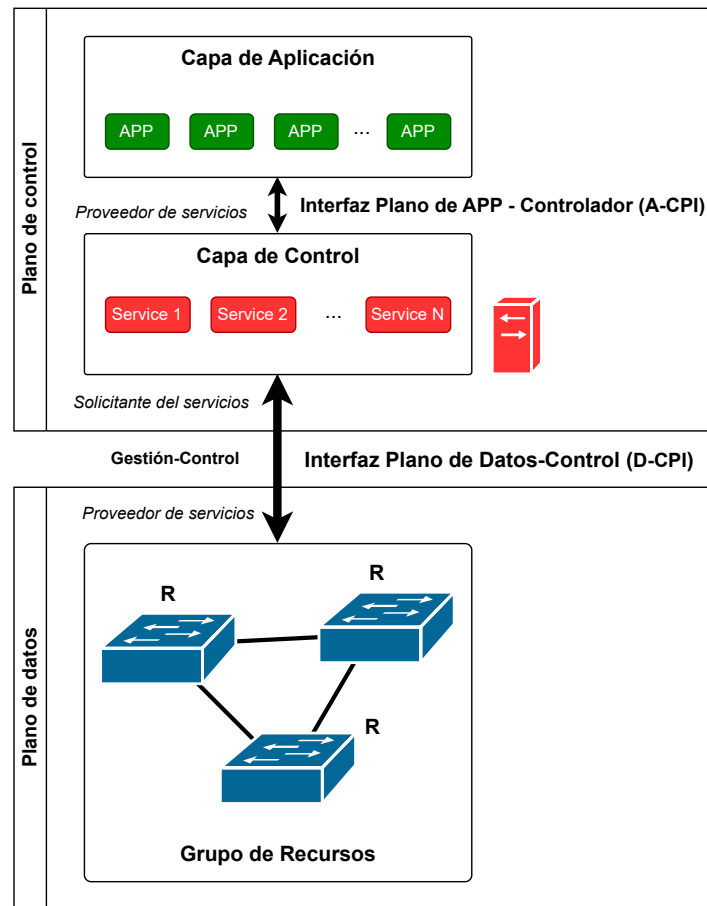 Plano de control
Capa de Aplicación
APP APP APP ... APP
Proveedor de servicios
Interfaz Plano de APP - Controlador (A-CPI)
Capa de Control
Service 1 Service 2 ... Service N
Solicitante del servicios
Gestión-Control
Interfaz Plano de Datos-Control (D-CPI)
Plano de datos
Proveedor de servicios
R
R
R
Grupo de Recursos